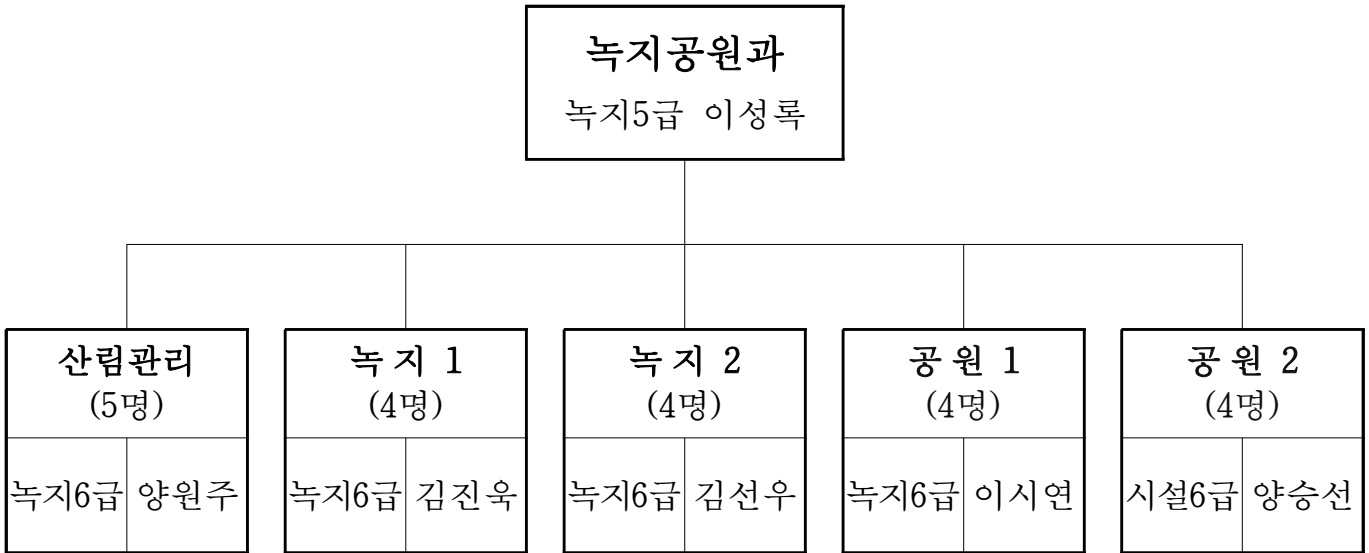 녹지공원과
녹지5급 이성록
산림관리
(5명)
녹지6급 양원주
녹지 1
(4명)
녹지6급 김진욱
녹지 2
(4명)
녹지6급 김선우
공원 1
(4명)
녹지6급 이시연
공원 2
(4명)
시설6급 양승선